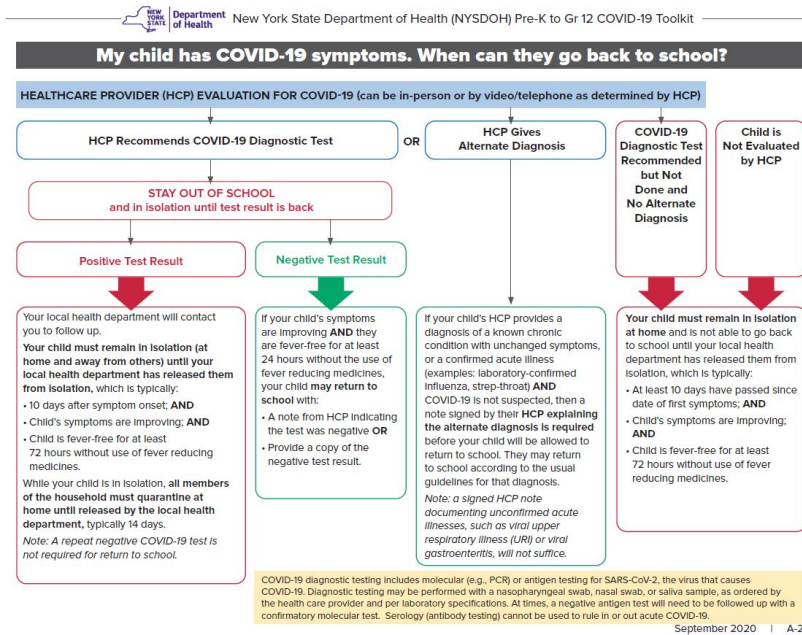 NEW
YORK
STATE
Department
of Health
New York State Department of Health (NYSDOH) Pre-K to Gr 12 COVID-19 Toolkit
My child has COVID-19 symptoms. When can they go back to school?
HEALTHCARE PROVIDER (HCP) EVALUATION FOR COVID-19 (can be in-person or by video/telephone as determined by HCP)
HCP Recommends COVID-19 Diagnostic Test
OR
HCP Gives
Alternate Diagnosis
COVID-19
Diagnostic Test
Recommended
but Not
Done and
No Alternate
Diagnosis
Child is
Not Evaluated
by HCP
STAY OUT OF SCHOOL
and in isolation until test result is back
Positive Test Result
Negative Test Result
Your local health department will contact
you to follow up.
Your child must remain in isolation (at
home and away from others) until your
local health department has released them
from isolation, which is typically:
• 10 days after symptom onset; AND
• Child's symptoms are improving; AND
• Child is fever-free for at least
72 hours without use of fever reducing
medicines.
While your child is in isolation, all
members of the household must quarantine at
home until released by the local health
department, typically 14 days.
Note: A repeat negative COVID-19 test is
not required for return to school.
If your child's symptoms
are improving AND they
are fever-free for at least
24 hours without the use of
fever reducing medicines,
your child may return to
school with:
• A note from HCP indicating
the test was negative OR
• Provide a copy of the
negative test result.
If your child's HCP provides a
diagnosis of a known chronic
condition with unchanged symptoms,
or a confirmed acute illness
(examples: laboratory-confirmed
influenza, strep-throat) AND
COVID-19 is not suspected, then a
note signed by their HCP explaining
the alternate diagnosis is required
before your child will be allowed to
return to school. They may return
to school according to the usual
guidelines for that diagnosis.
Note: a signed HCP note
documenting unconfirmed acute
illnesses, such as viral upper
respiratory illness (URI) or viral
gastroenteritis, will not suffice.
Your child must remain in isolation
at home and is not able to go back
to school until your local health
department has released them from
isolation, which is typically:
• At least 10 days have passed since
date of first symptoms; AND
• Child's symptoms are improving;
AND
• Child is fever-free for at least
72 hours without use of fever
reducing medicines.
COVID-19 diagnostic testing includes molecular (e.g., PCR) or antigen testing for SARS-CoV-2, the virus that causes
COVID-19. Diagnostic testing may be performed with a nasopharyngeal swab, nasal swab, or saliva sample, as ordered by
the health care provider and per laboratory specifications. At times, a negative antigen test will need to be followed up with a
confirmatory molecular test. Serology (antibody testing) cannot be used to rule in or out acute COVID-19.
September 2020 | A-2